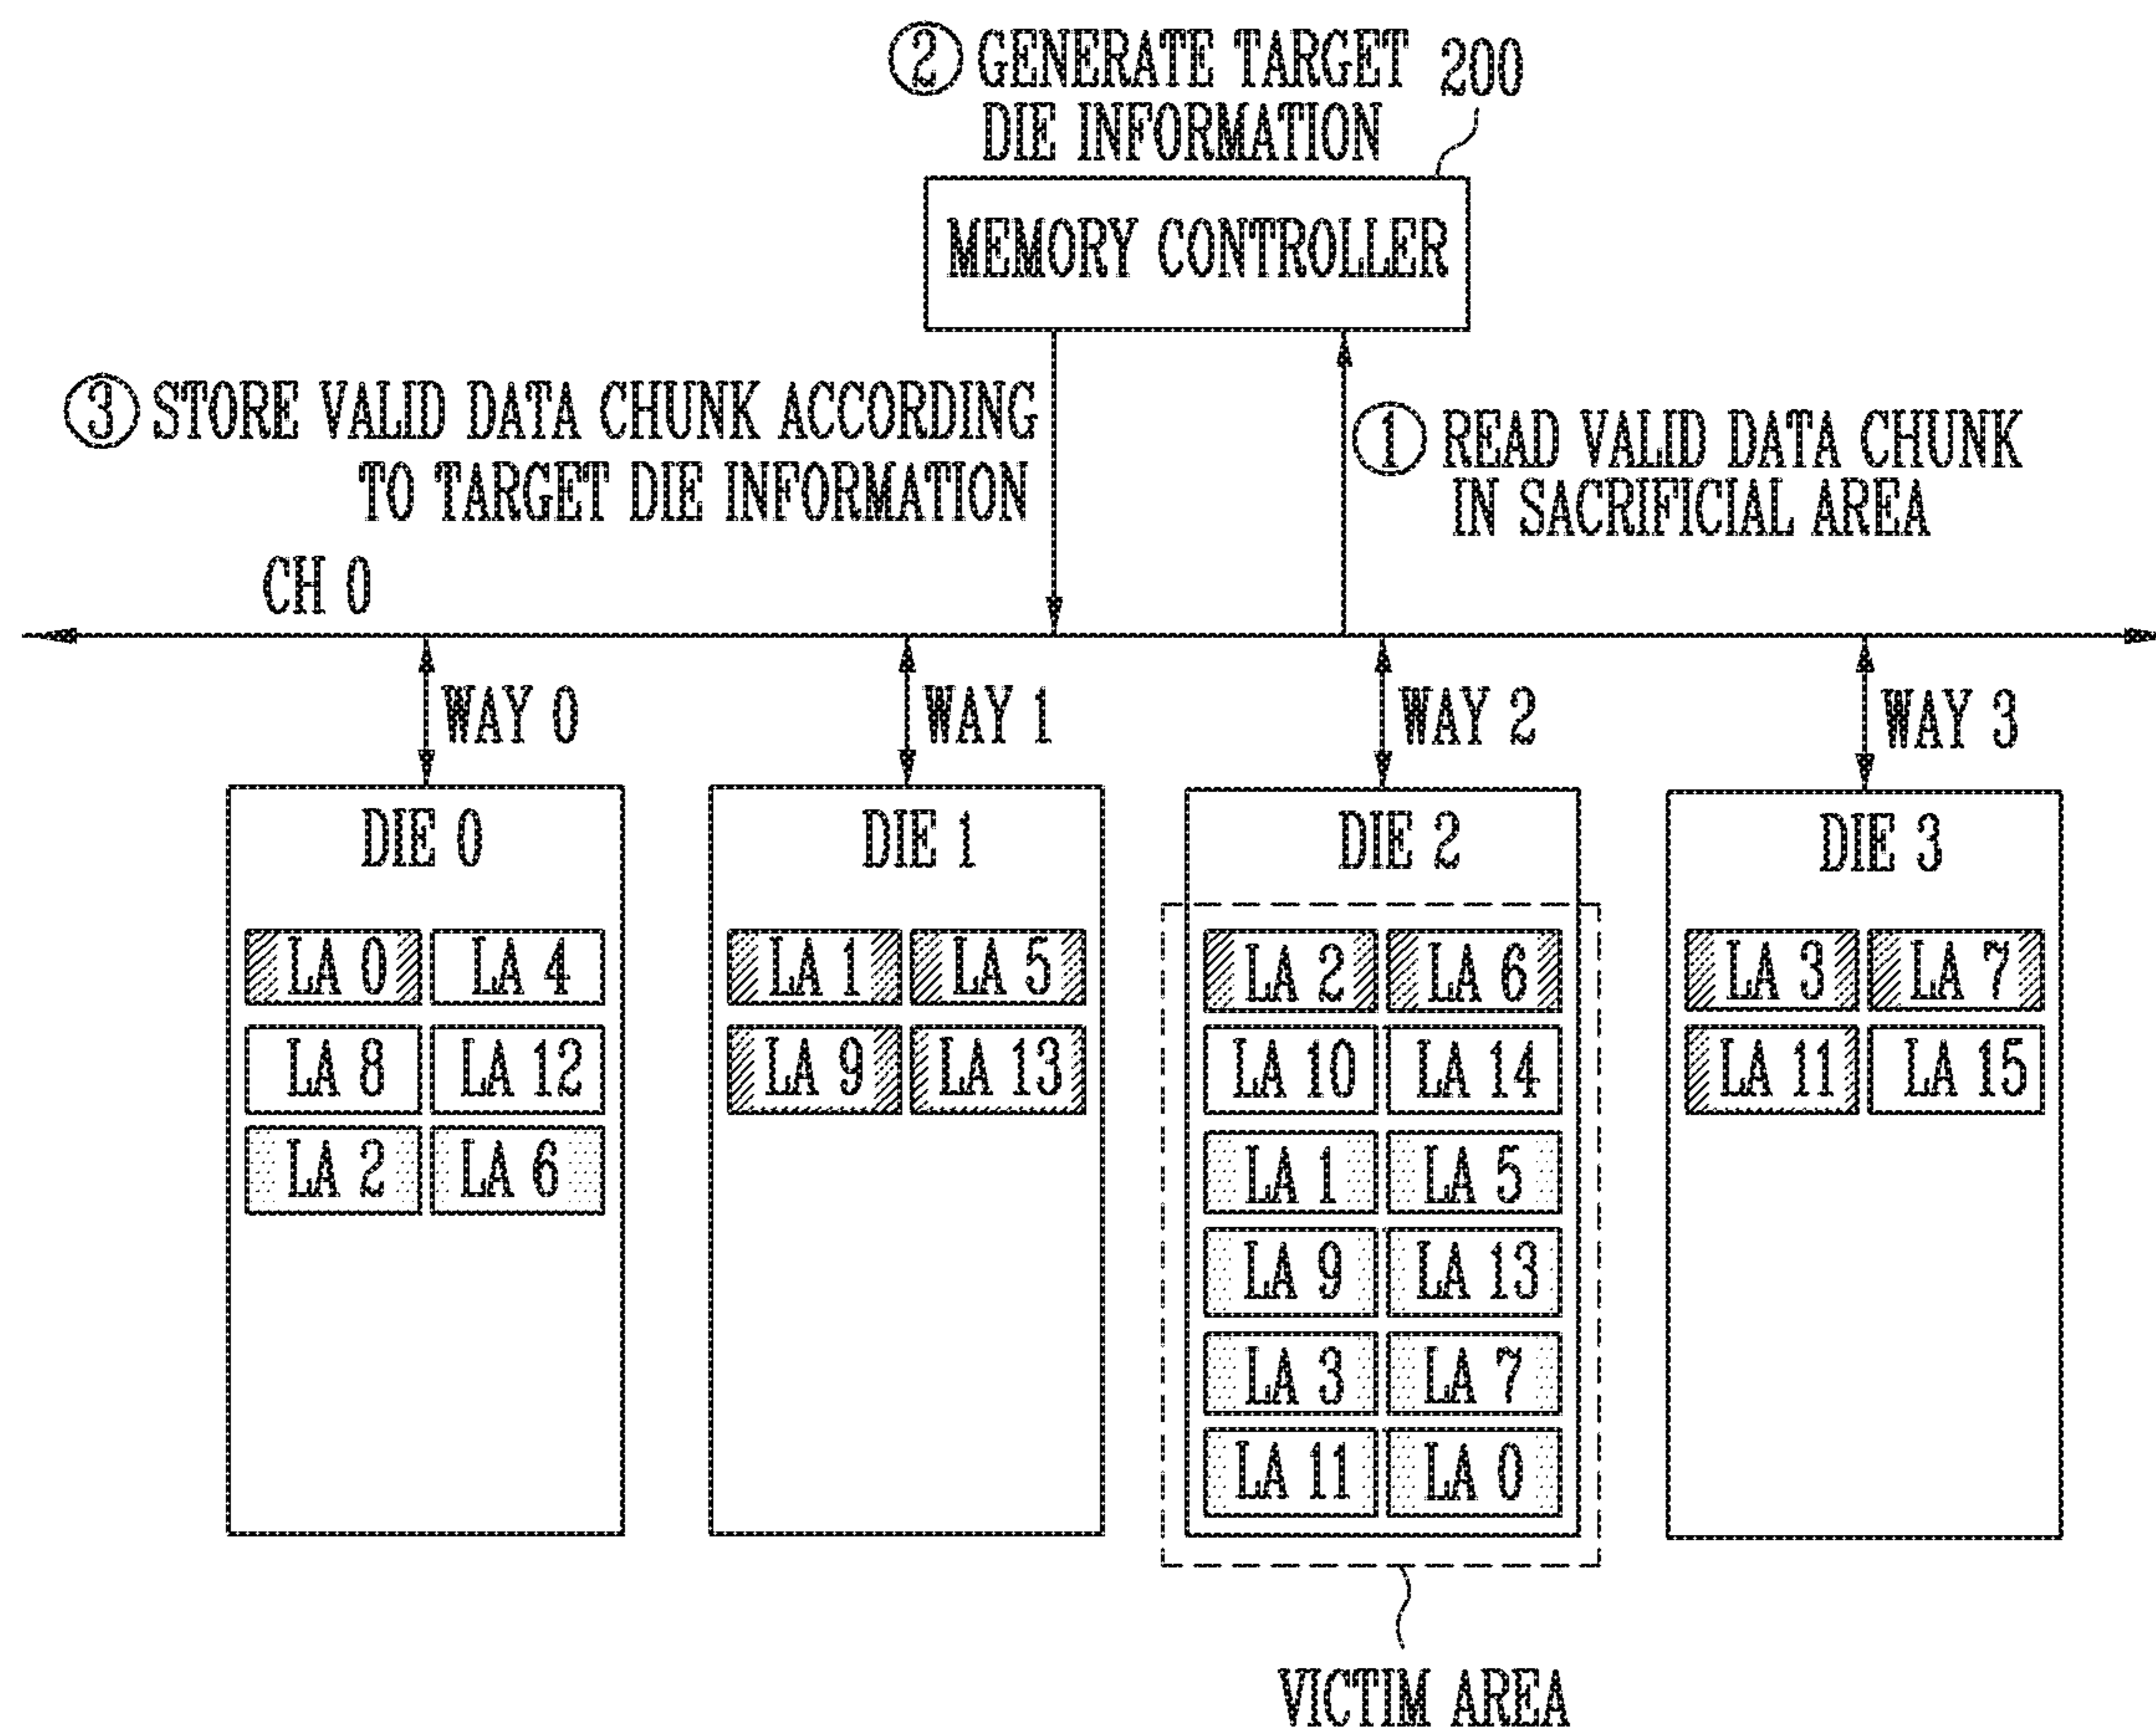 ② GENERATE TARGET
DIE INFORMATION
200
MEMORY CONTROLLER
③ STORE VALID DATA CHUNK ACCORDING
TO TARGET DIE INFORMATION
① READ VALID DATA CHUNK
IN SACRIFICIAL AREA
CH 0
WAY 0
WAY 1
WAY 2
WAY 3
DIE 0
LA 0 LA 4
LA 8 LA 12
LA 2 LA 6
DIE 1
LA 1 LA 5
LA 9 LA 13
DIE 2
LA 2 LA 6
LA 10 LA 14
LA 1 LA 5
LA 9 LA 13
LA 3 LA 7
LA 11 LA 0
DIE 3
LA 3 LA 7
LA 11 LA 15
VICTIM AREA